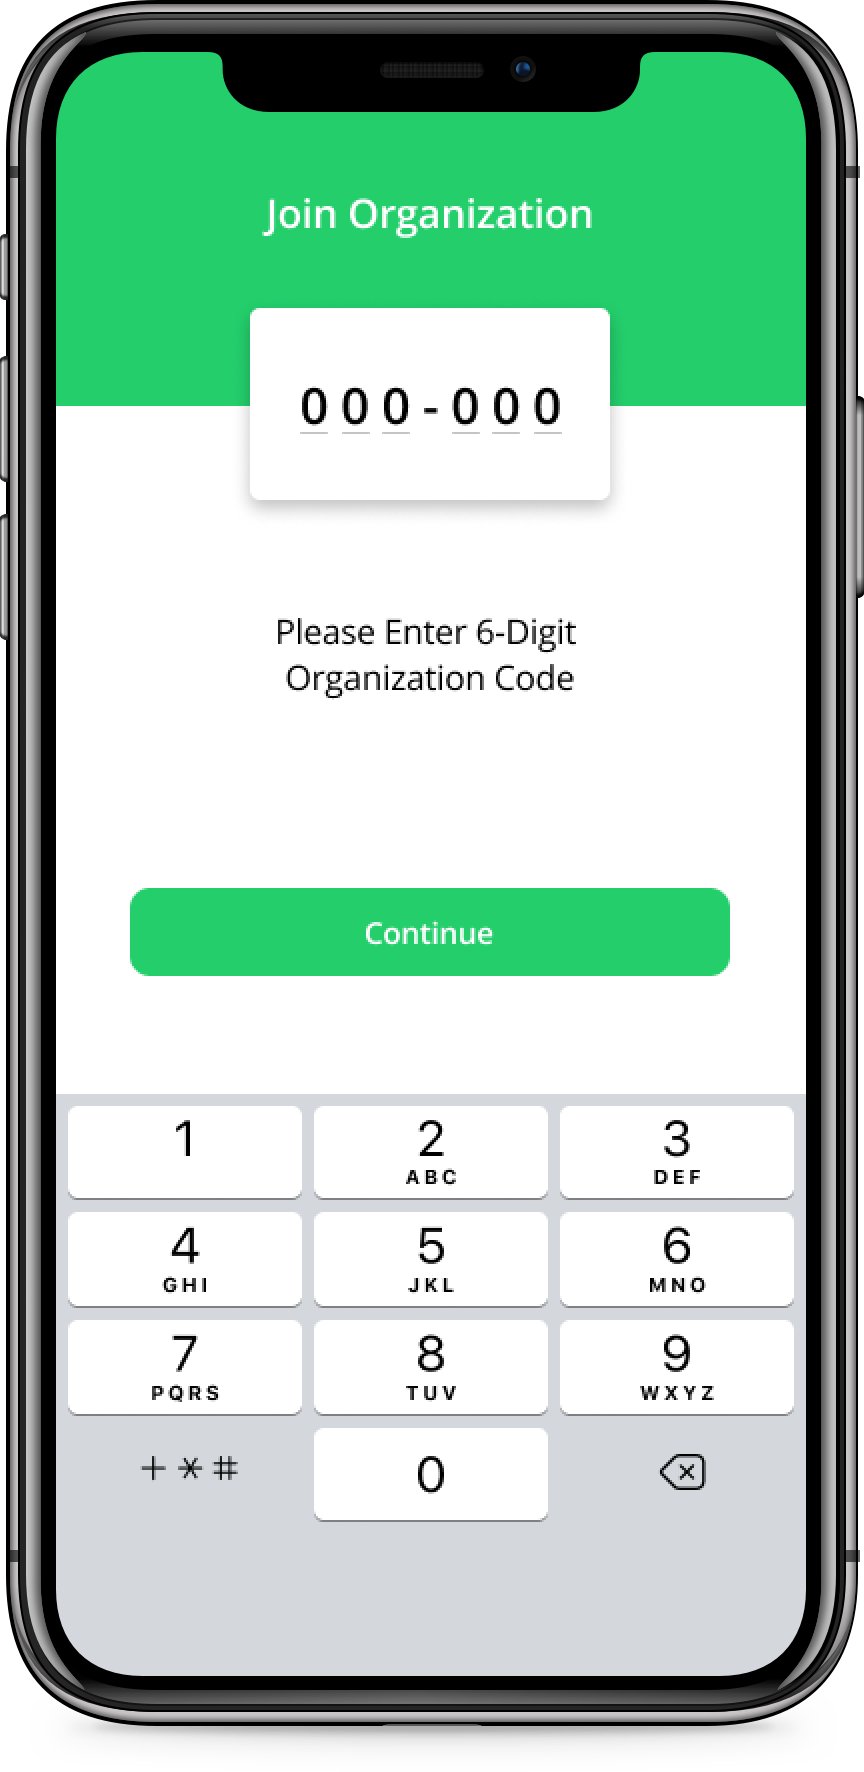 Join Organization
000-000
Please Enter 6-Digit
Organization Code
Continue
1 2 3
ABC DEF
4 5 6
GHI JKL MNO
7 8 9
PQRS TUV WXYZ
+*# 0